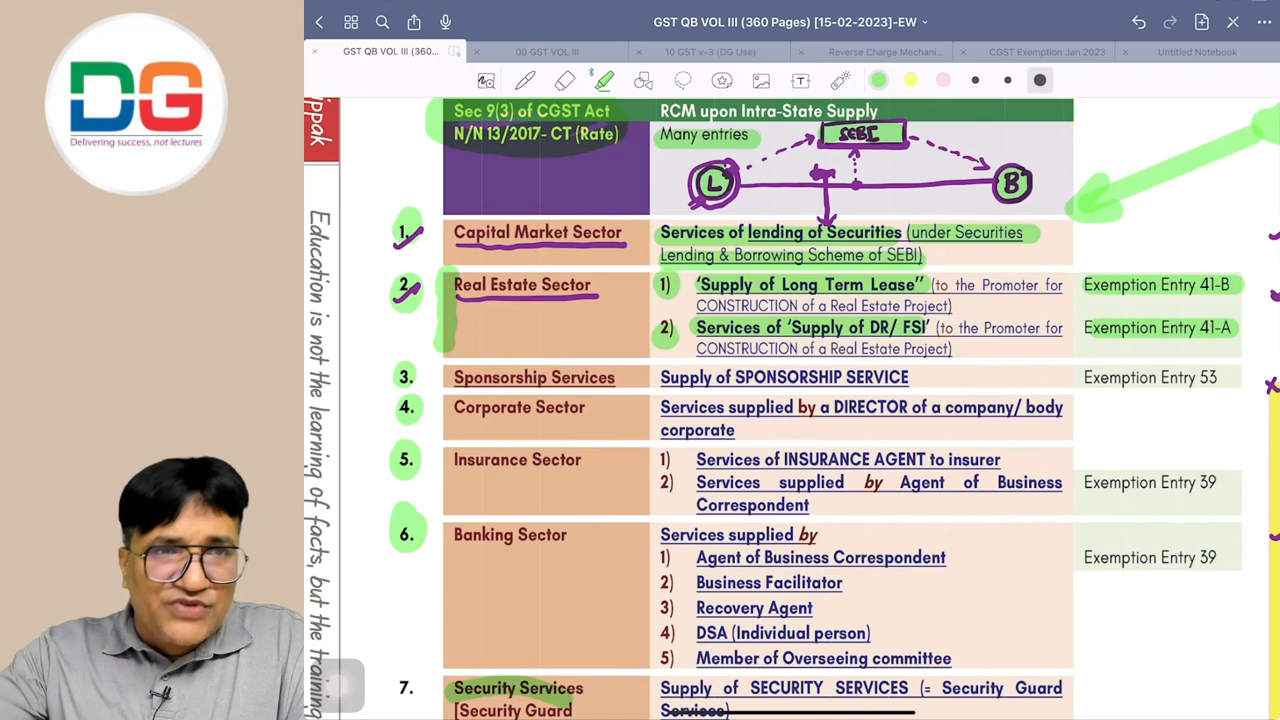 GST QB VOL III (360 Pages) [15-02-2023]-EW
GST QB VOL III (360...
00 GST VOL III
10 GST v-3 (DG Use)
Reverse Charge Mechani...
CGST Exemption Jan 2023
Untitled Notebook
DG
Delivering success, not lectures
ippak
Education is not the learning of facts, but the training
Sec 9(3) of CGST Act
N/N 13/2017- CT (Rate)
RCM upon Intra-State Supply
Many entries
SEBI
L
B
1.
Capital Market Sector
Services of lending of Securities (under Securities
Lending & Borrowing Scheme of SEBI)
2.
Real Estate Sector
1) 'Supply of Long Term Lease'' (to the Promoter for
CONSTRUCTION of a Real Estate Project)
Exemption Entry 41-B
2) Services of 'Supply of DR/ FSI' (to the Promoter for
CONSTRUCTION of a Real Estate Project)
Exemption Entry 41-A
3.
Sponsorship Services
Supply of SPONSORSHIP SERVICE
Exemption Entry 53
4.
Corporate Sector
Services supplied by a DIRECTOR of a company/ body
corporate
5.
Insurance Sector
1) Services of INSURANCE AGENT to insurer
2) Services supplied by Agent of Business
Correspondent
Exemption Entry 39
6.
Banking Sector
Services supplied by
1) Agent of Business Correspondent
Exemption Entry 39
2) Business Facilitator
3) Recovery Agent
4) DSA (Individual person)
5) Member of Overseeing committee
7.
Security Services
[Security Guard
Supply of SECURITY SERVICES (= Security Guard
Services)